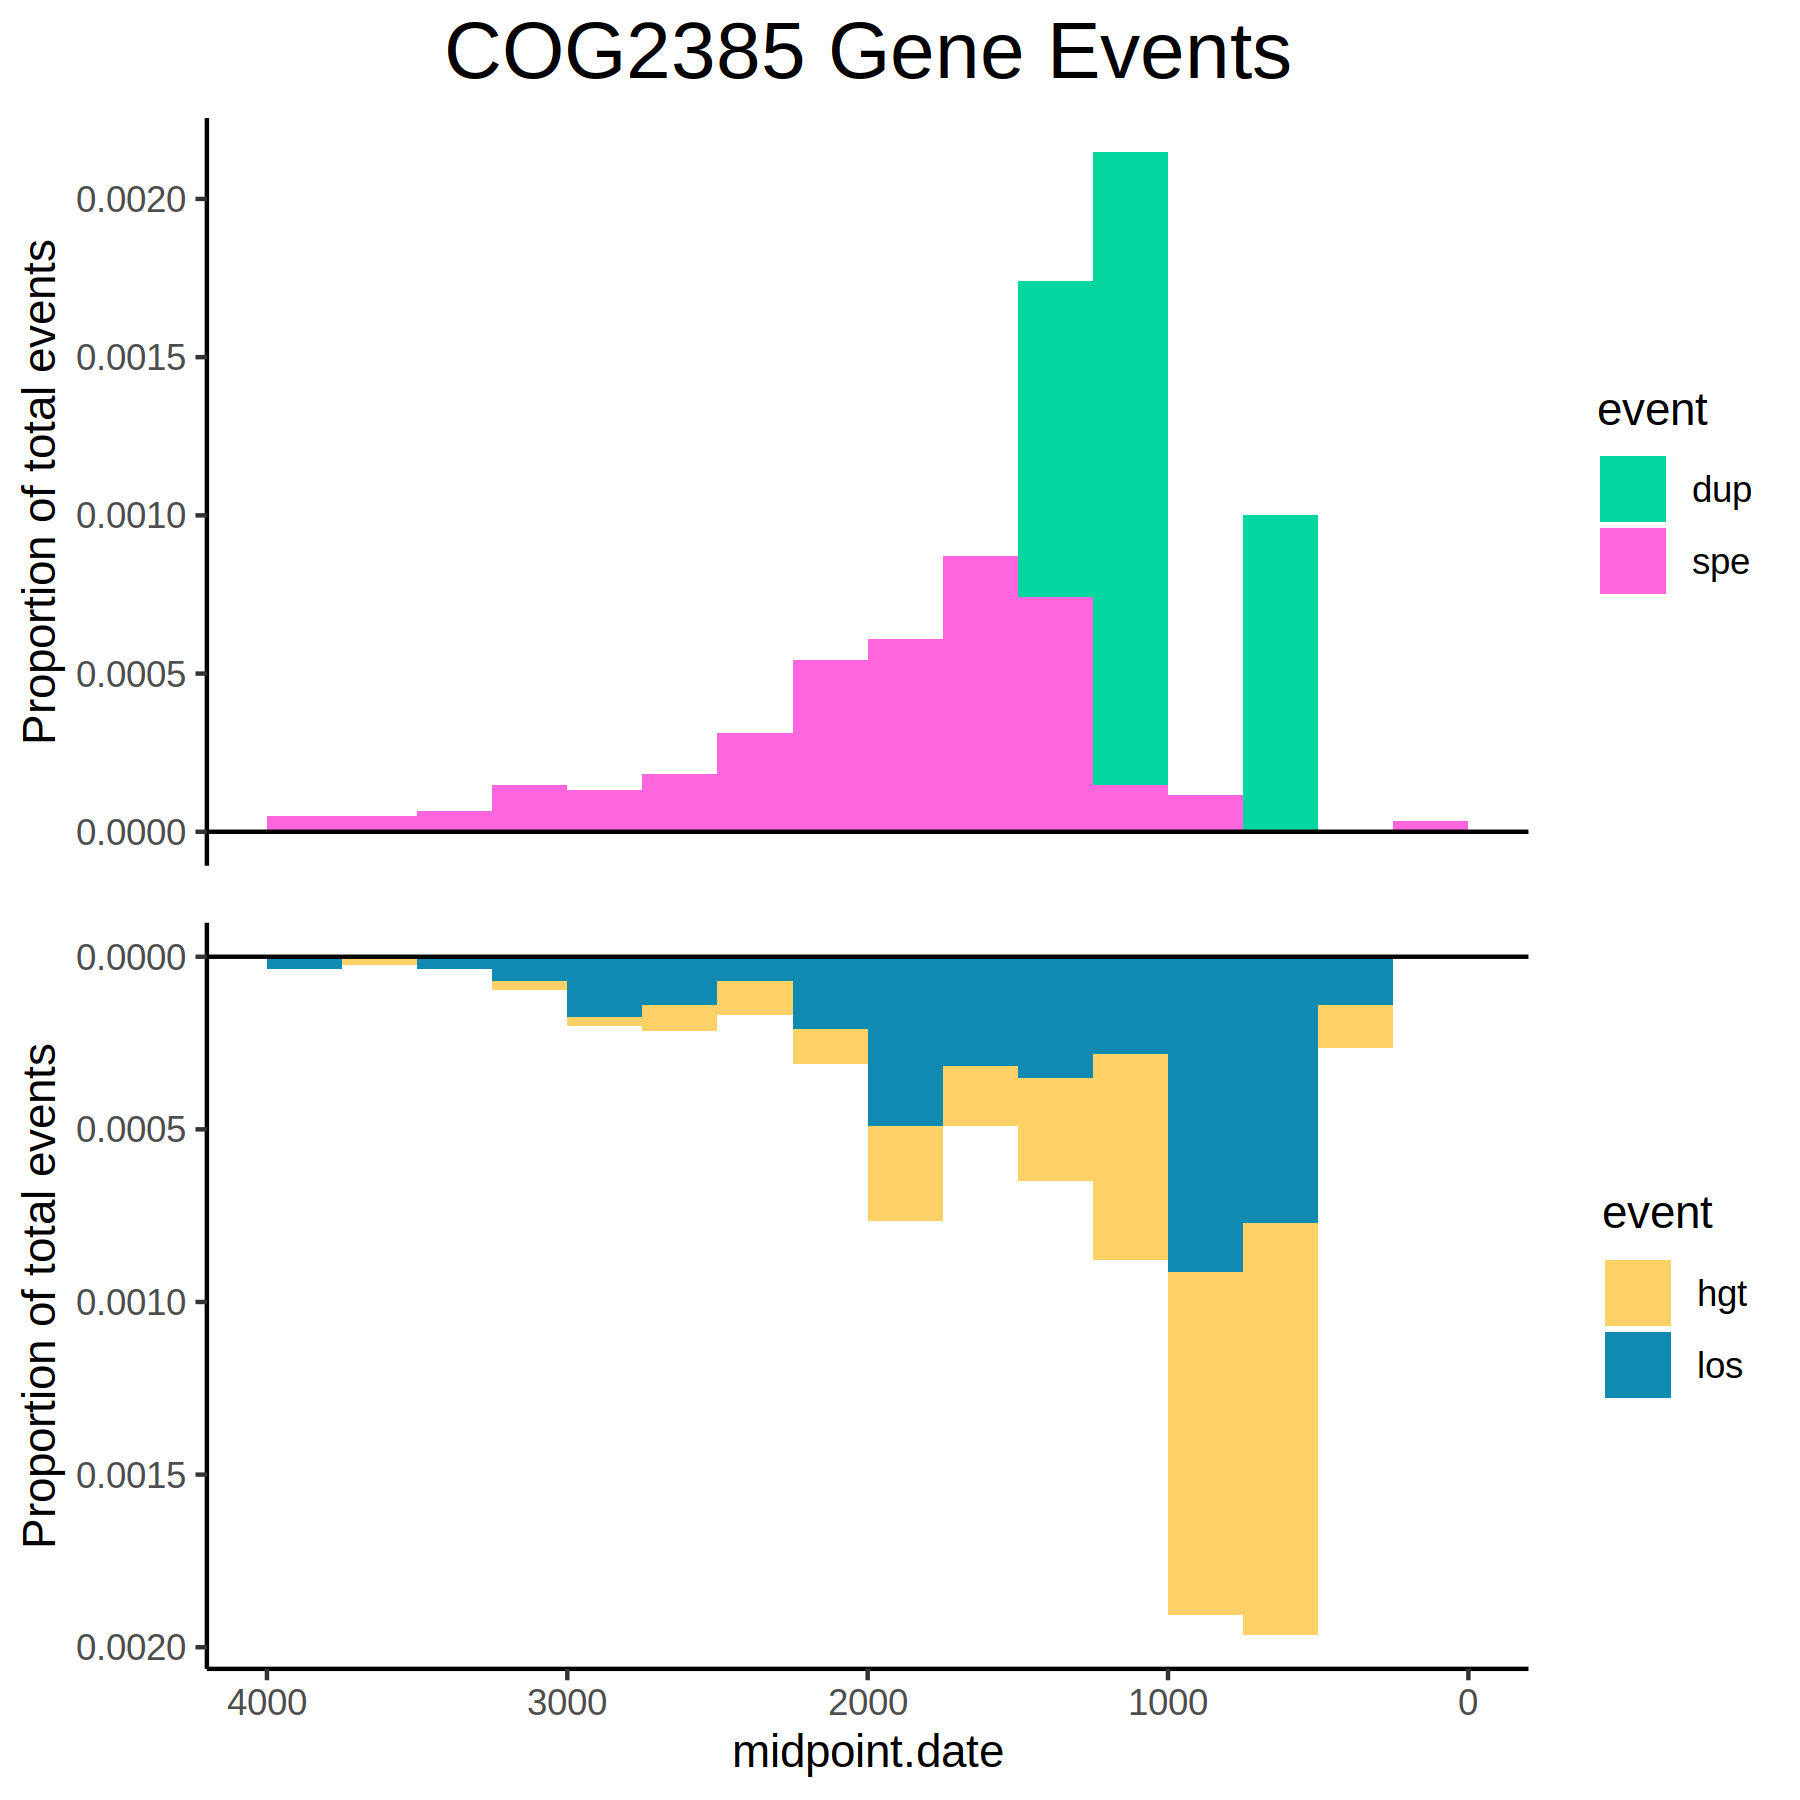 COG2385 Gene Events
Proportion of total events
0.0020
0.0015
0.0010
0.0005
0.0000
event
dup
spe
Proportion of total events
0.0000
0.0005
0.0010
0.0015
0.0020
event
hgt
los
4000 3000 2000 1000 0
midpoint.date